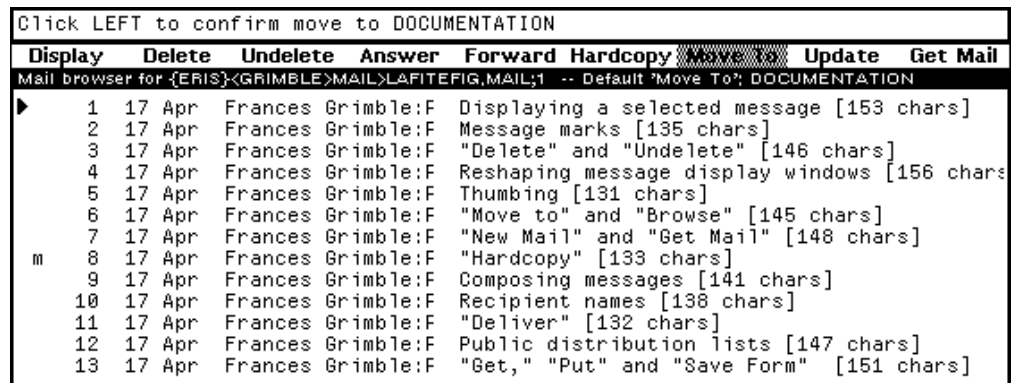 Click LEFT to confirm move to DOCUMENTATION
Display Delete Undelete Answer Forward Hardcopy Move To Update Get Mail
Mail browser for {ERIS}<GRIMBLE>MAIL>LAFITEFIG.MAIL;1 -- Default 'Move To': DOCUMENTATION
1 17 Apr Frances Grimble:F Displaying a selected message [153 chars]
2 17 Apr Frances Grimble:F Message marks [135 chars]
3 17 Apr Frances Grimble:F "Delete" and "Undelete" [146 chars]
4 17 Apr Frances Grimble:F Reshaping message display windows [156 chars
5 17 Apr Frances Grimble:F Thumbing [131 chars]
6 17 Apr Frances Grimble:F "Move to" and "Browse" [145 chars]
7 17 Apr Frances Grimble:F "New Mail" and "Get Mail" [148 chars]
m 8 17 Apr Frances Grimble:F "Hardcopy" [133 chars]
9 17 Apr Frances Grimble:F Composing messages [141 chars]
10 17 Apr Frances Grimble:F Recipient names [138 chars]
11 17 Apr Frances Grimble:F "Deliver" [132 chars]
12 17 Apr Frances Grimble:F Public distribution lists [147 chars]
13 17 Apr Frances Grimble:F "Get," "Put" and "Save Form" [151 chars]